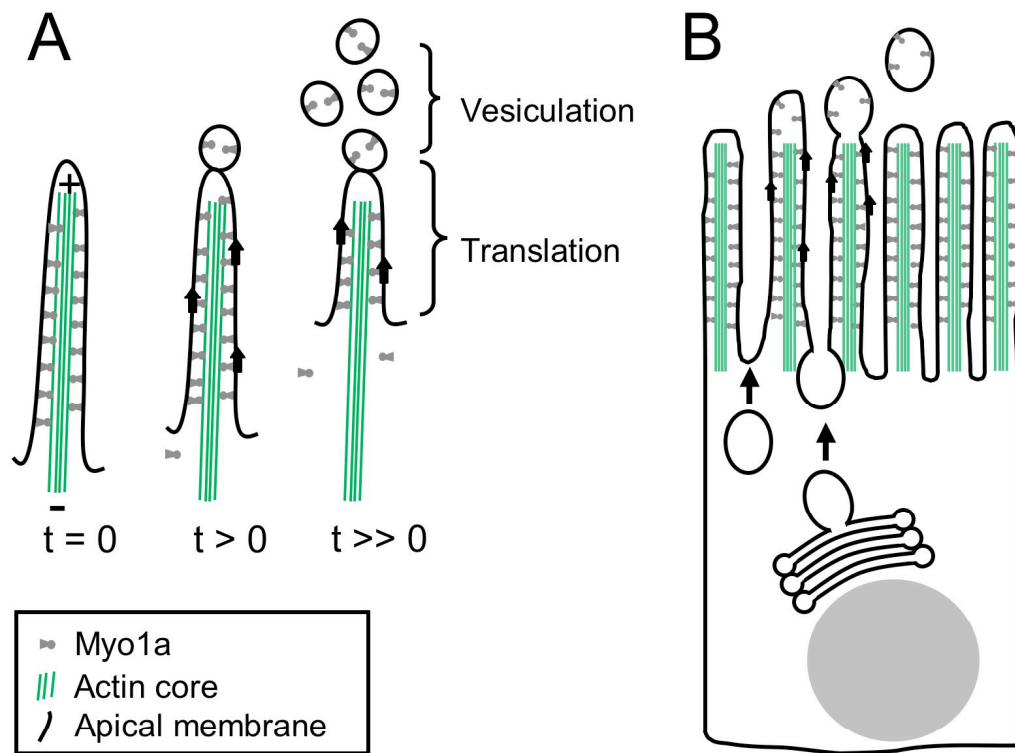 A
B
Vesiculation
Translation
+
-
t = 0
t > 0
t >> 0
Myo1a
Actin core
Apical membrane